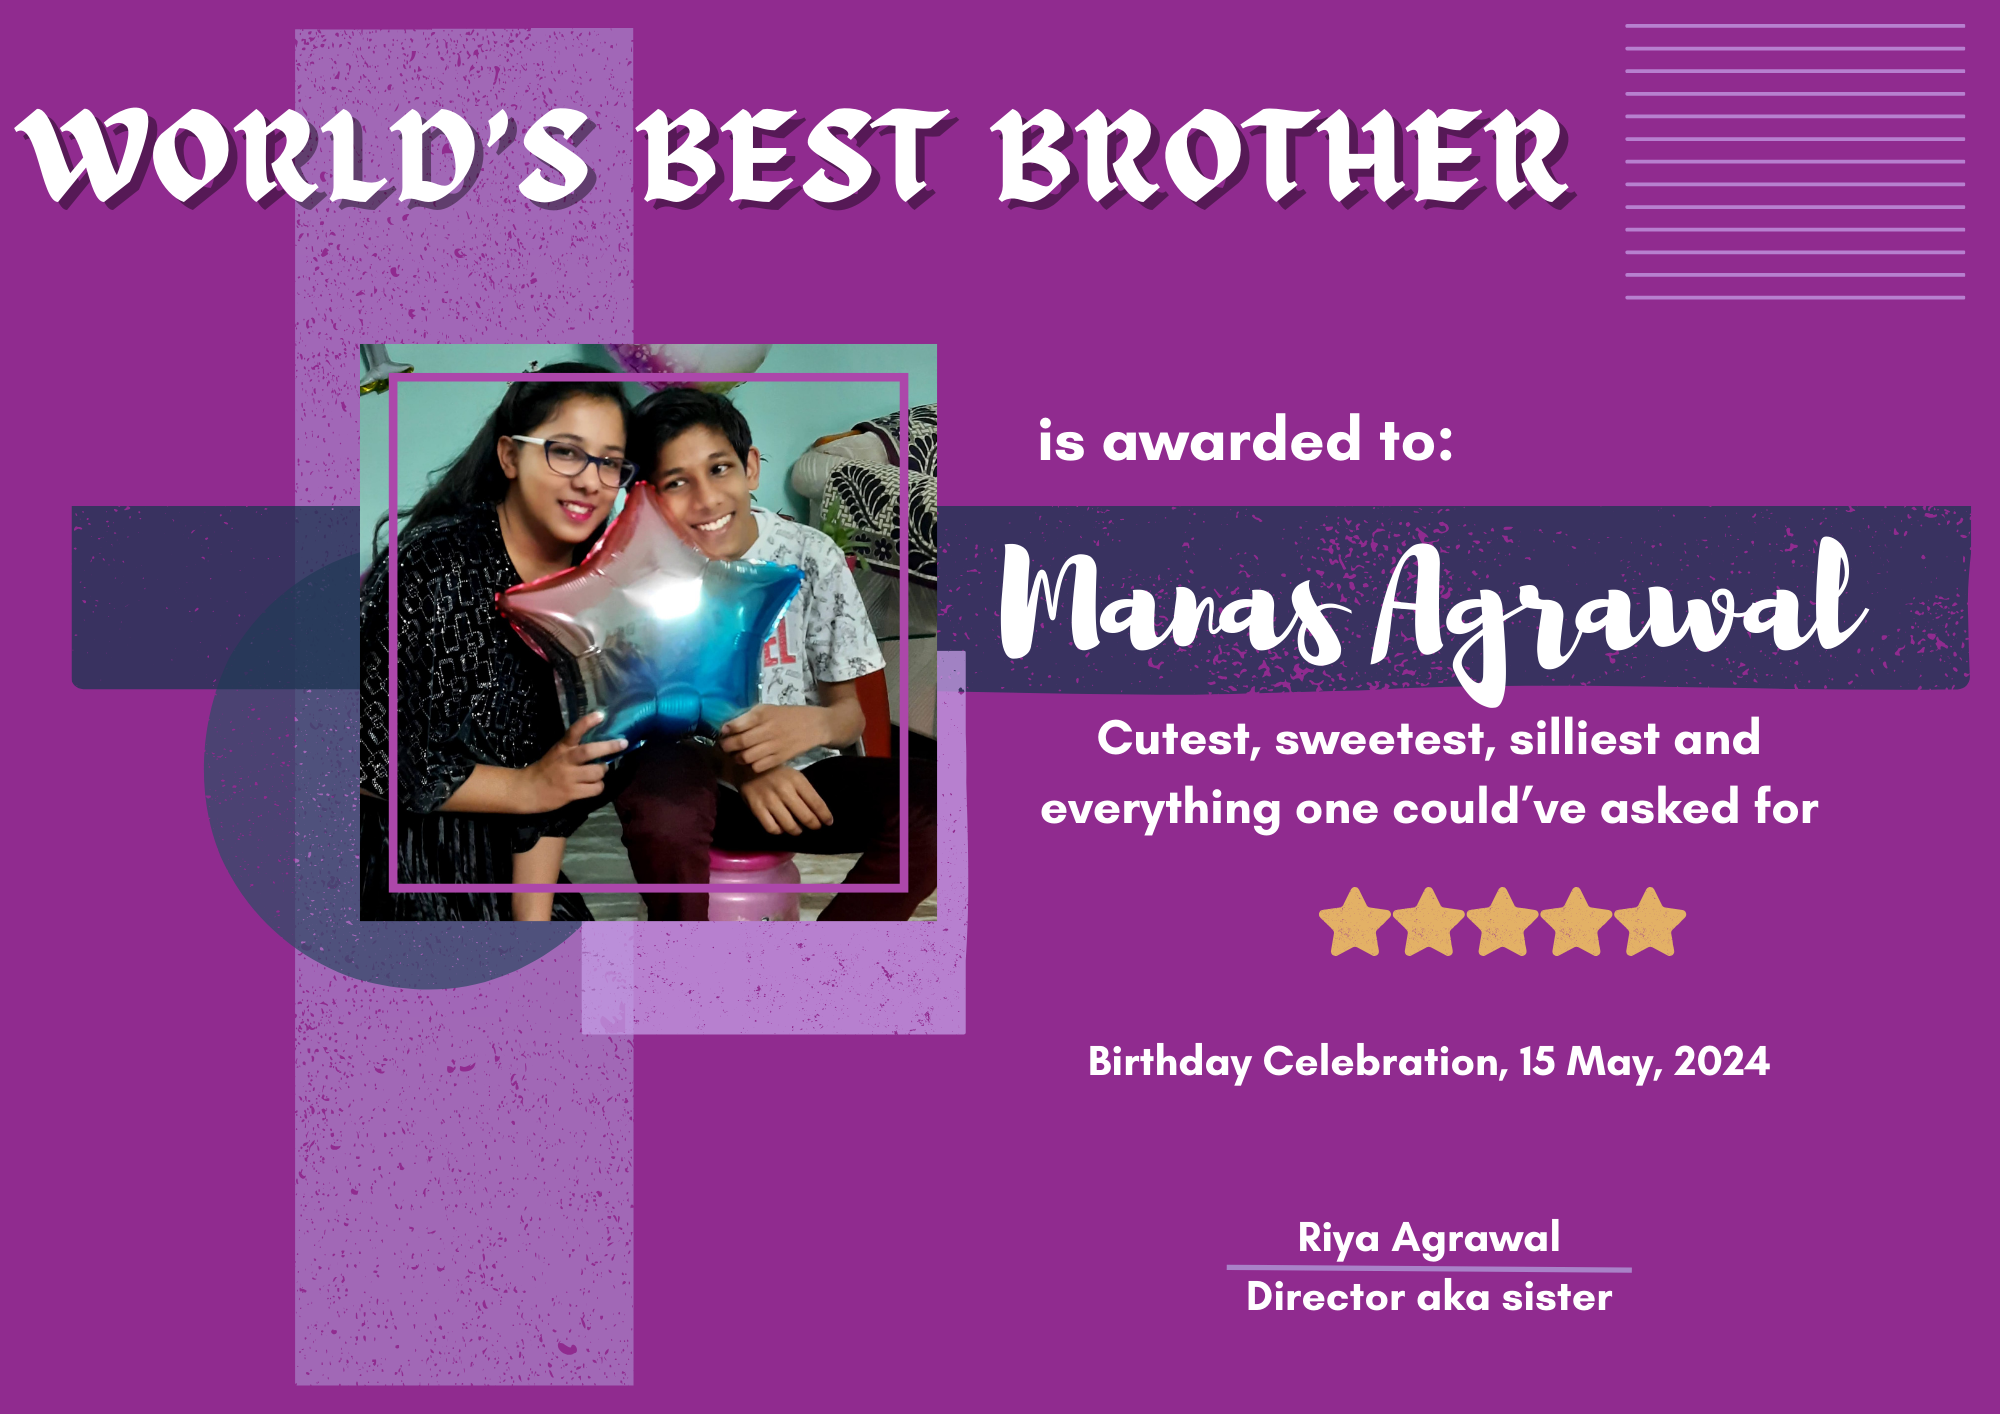 WORLD'S BEST BROTHER
is awarded to:
Manas Agrawal
Cutest, sweetest, silliest and
everything one could've asked for
Birthday Celebration, 15 May, 2024
Riya Agrawal
Director aka sister